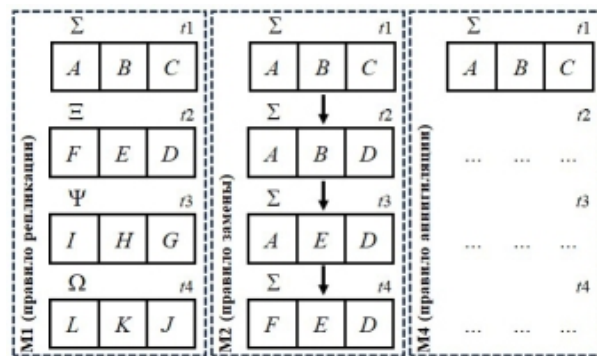 M1 (правило репликации)
Σ t1
A B C
Ξ t2
F E D
Ψ t3
I H G
Ω t4
L K J
M2 (правило замены)
Σ t1
A B C
Σ t2
A B D
Σ t3
A E D
Σ t4
F E D
M4 (правило аннигиляции)
Σ t1
A B C
t2
... ... ...
t3
... ... ...
t4
... ... ...